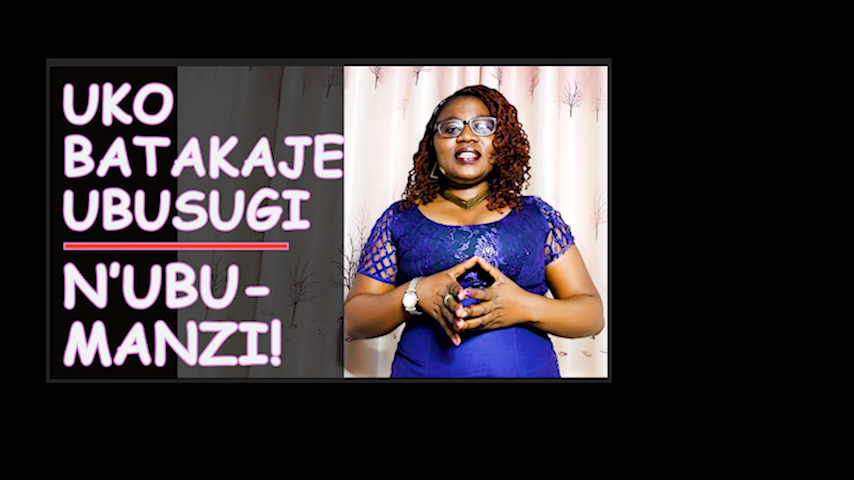 UKO
BATAKAJE
UBUSUGI
N'UBU-
MANZI!